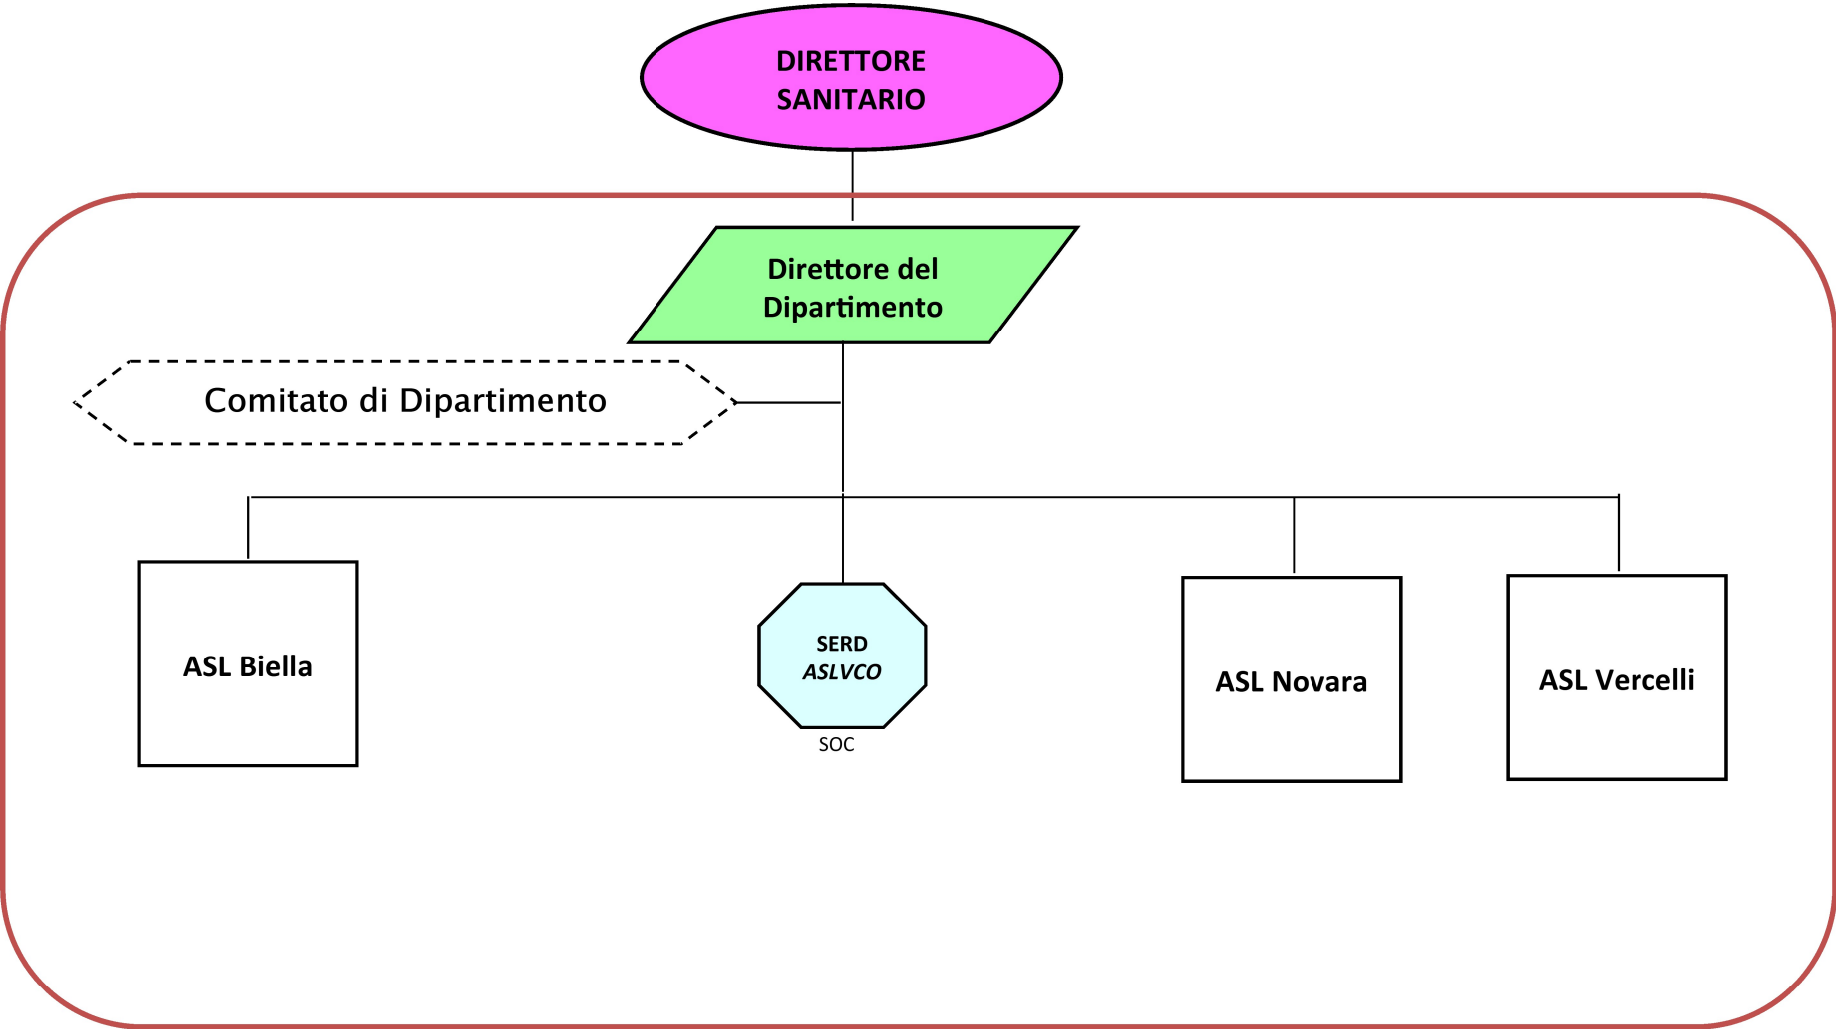 DIRETTORE
SANITARIO
Direttore del
Dipartimento
Comitato di Dipartimento
ASL Biella
SERD
ASLVCO
SOC
ASL Novara
ASL Vercelli